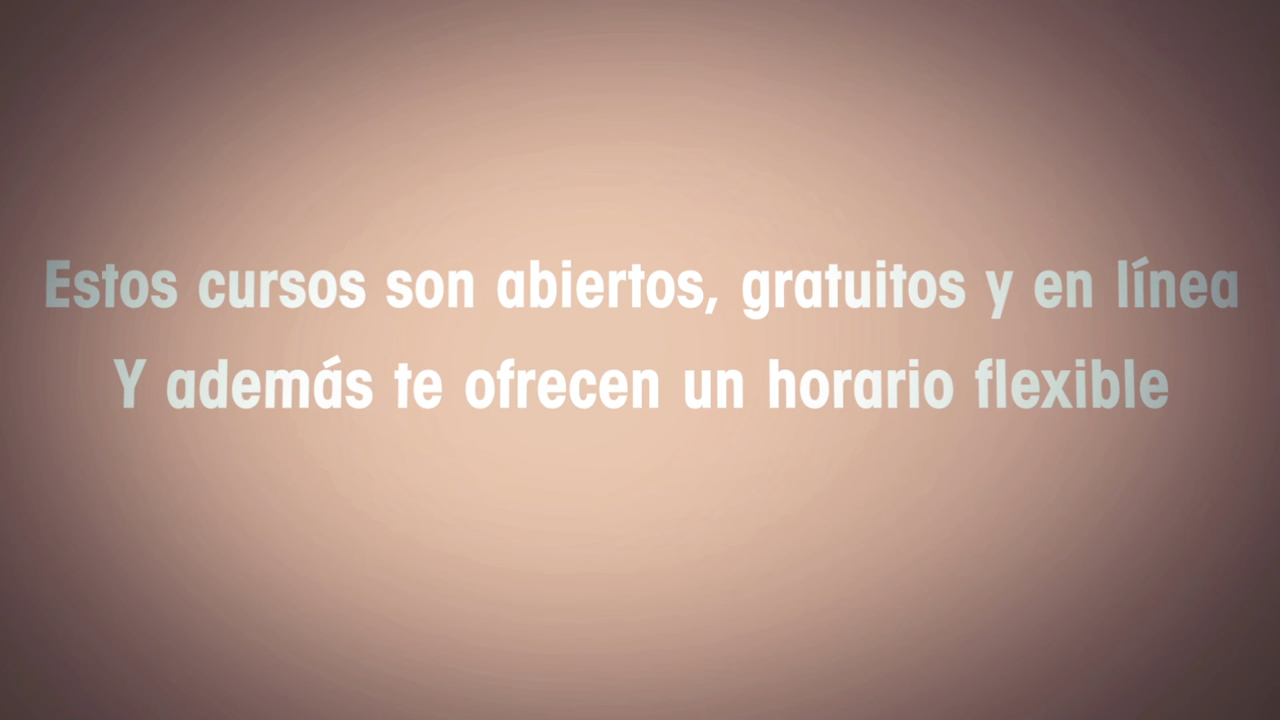 Estos cursos son abiertos, gratuitos y en línea
Y además te ofrecen un horario flexible